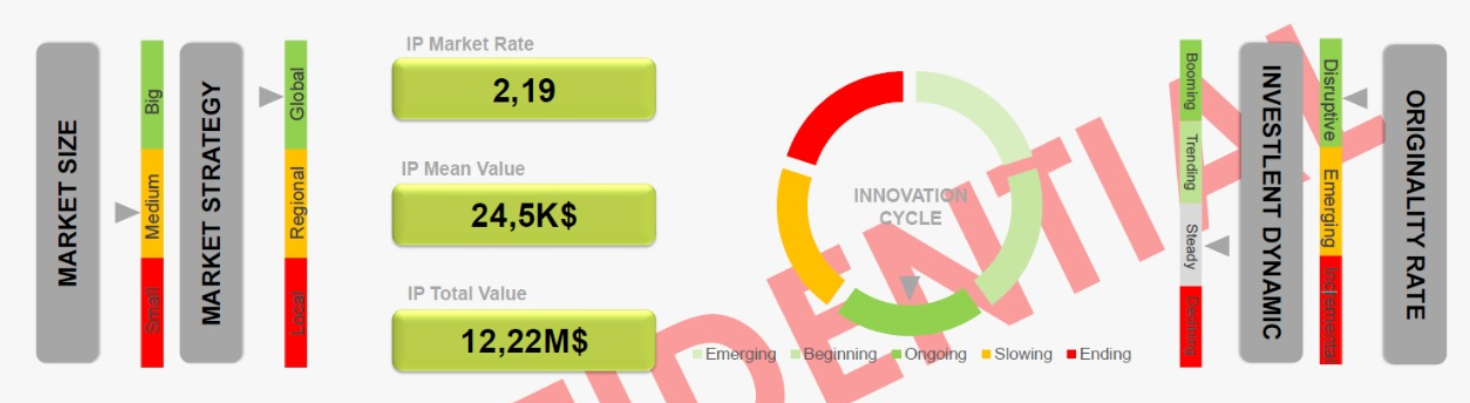 MARKET SIZE
Big
Medium
Small
MARKET STRATEGY
Global
Regional
Local
IP Market Rate
2,19
IP Mean Value
24,5K$
IP Total Value
12,22M$
INNOVATION
CYCLE
Emerging
Beginning
Ongoing
Slowing
Ending
Booming
Trending
Steady
Declining
INVESTLENT DYNAMIC
Disruptive
Emerging
Incremental
ORIGINALITY RATE
IDENTIAL